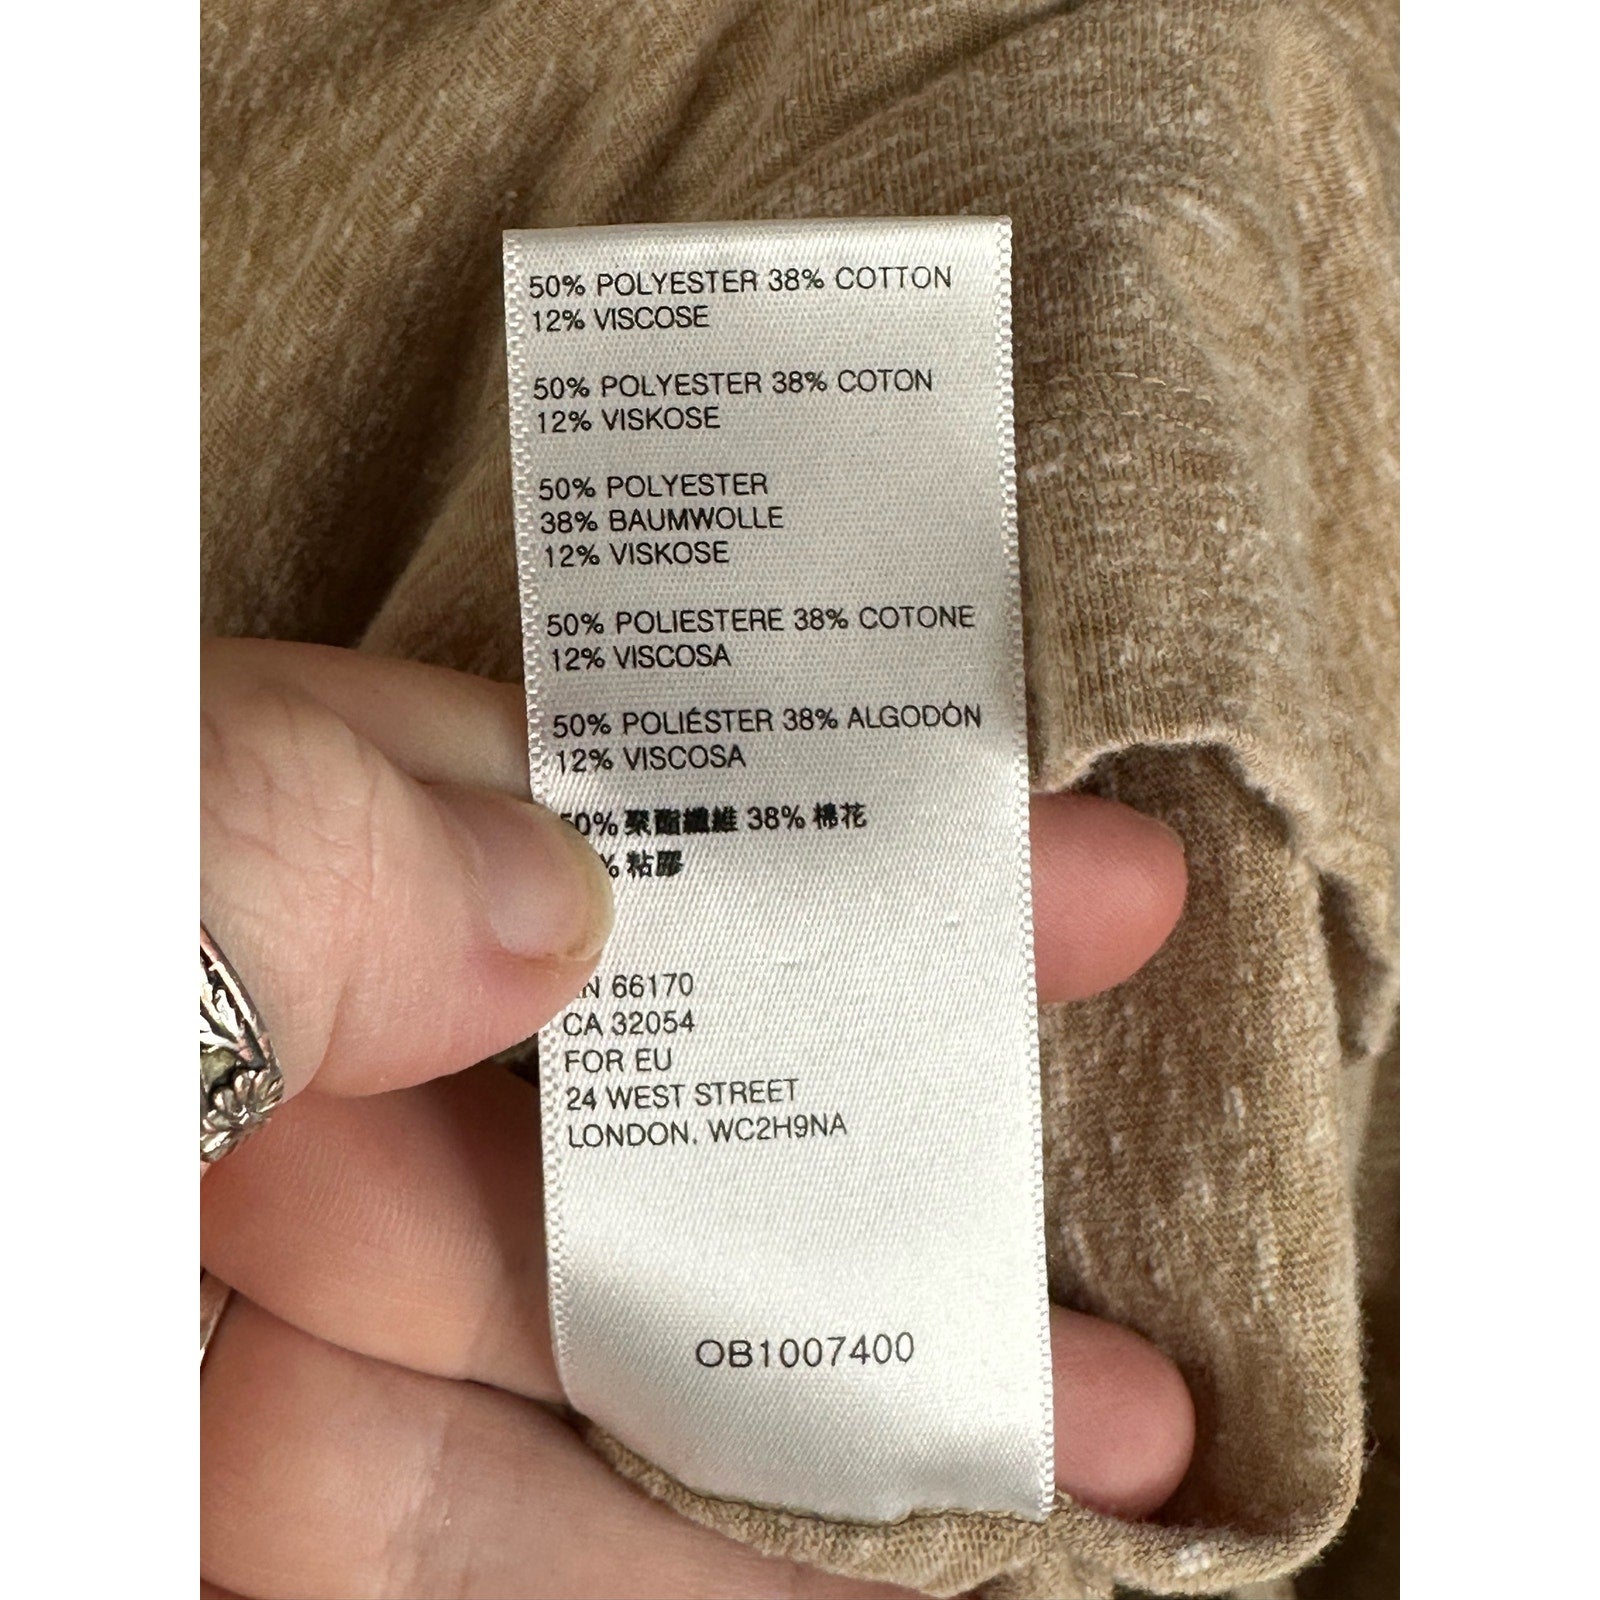 50% POLYESTER 38% COTTON
12% VISCOSE
50% POLYESTER 38% COTON
12% VISKOSE
50% POLYESTER
38% BAUMWOLLE
12% VISKOSE
50% POLIESTERE 38% COTONE
12% VISCOSA
50% POLIÉSTER 38% ALGODÓN
12% VISCOSA
50% 聚酯纖維 38% 棉花
% 粘膠
66170
CA 32054
FOR EU
24 WEST STREET
LONDON, WC2H9NA
OB1007400